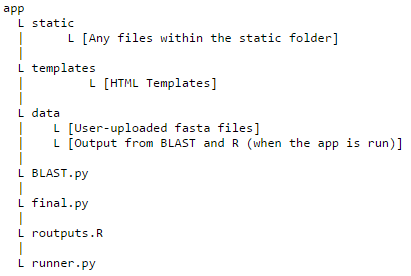 app
L static
L [Any files within the static folder]
L templates
L [HTML Templates]
L data
L [User-uploaded fasta files]
L [Output from BLAST and R (when the app is run)]
L BLAST.py
L final.py
L routputs.R
L runner.py